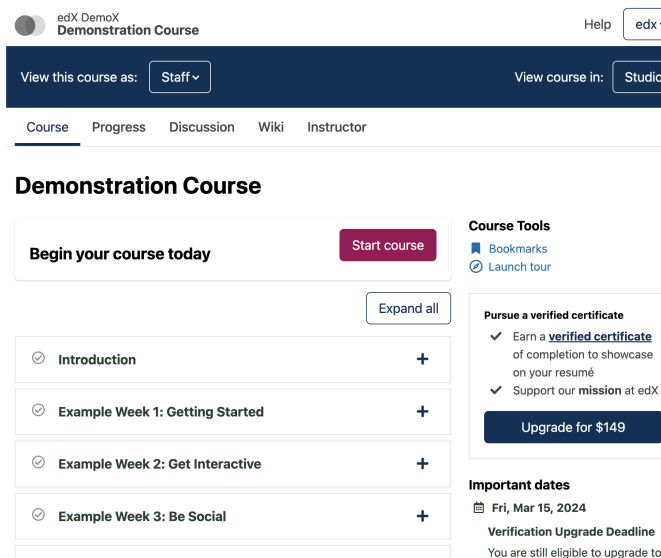 edX DemoX
Demonstration Course
Help
edx
View this course as:
Staff
View course in:
Studio
Course
Progress
Discussion
Wiki
Instructor
Demonstration Course
Begin your course today
Start course
Expand all
Introduction
Example Week 1: Getting Started
Example Week 2: Get Interactive
Example Week 3: Be Social
Course Tools
Bookmarks
Launch tour
Pursue a verified certificate
Earn a verified certificate
of completion to showcase
on your resumé
Support our mission at edX
Upgrade for $149
Important dates
Fri, Mar 15, 2024
Verification Upgrade Deadline
You are still eligible to upgrade to